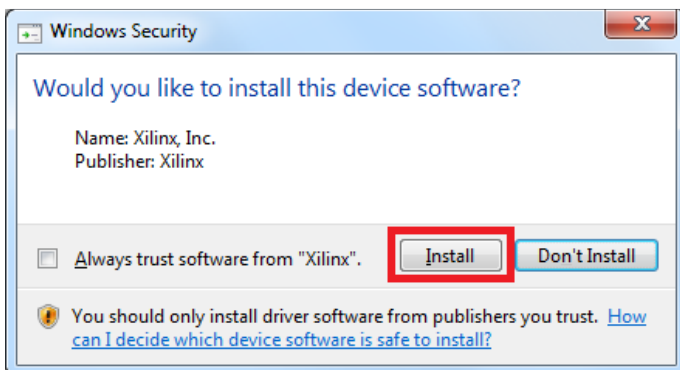 Windows Security
Would you like to install this device software?
Name: Xilinx, Inc.
Publisher: Xilinx
Always trust software from "Xilinx".
Install
Don't Install
You should only install driver software from publishers you trust. How
can I decide which device software is safe to install?